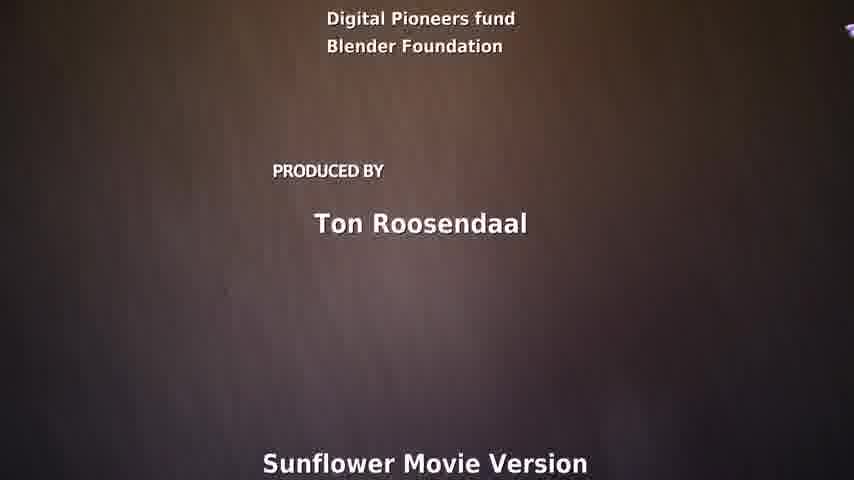 Digital Pioneers fund
Blender Foundation
PRODUCED BY
Ton Roosendaal
Sunflower Movie Version